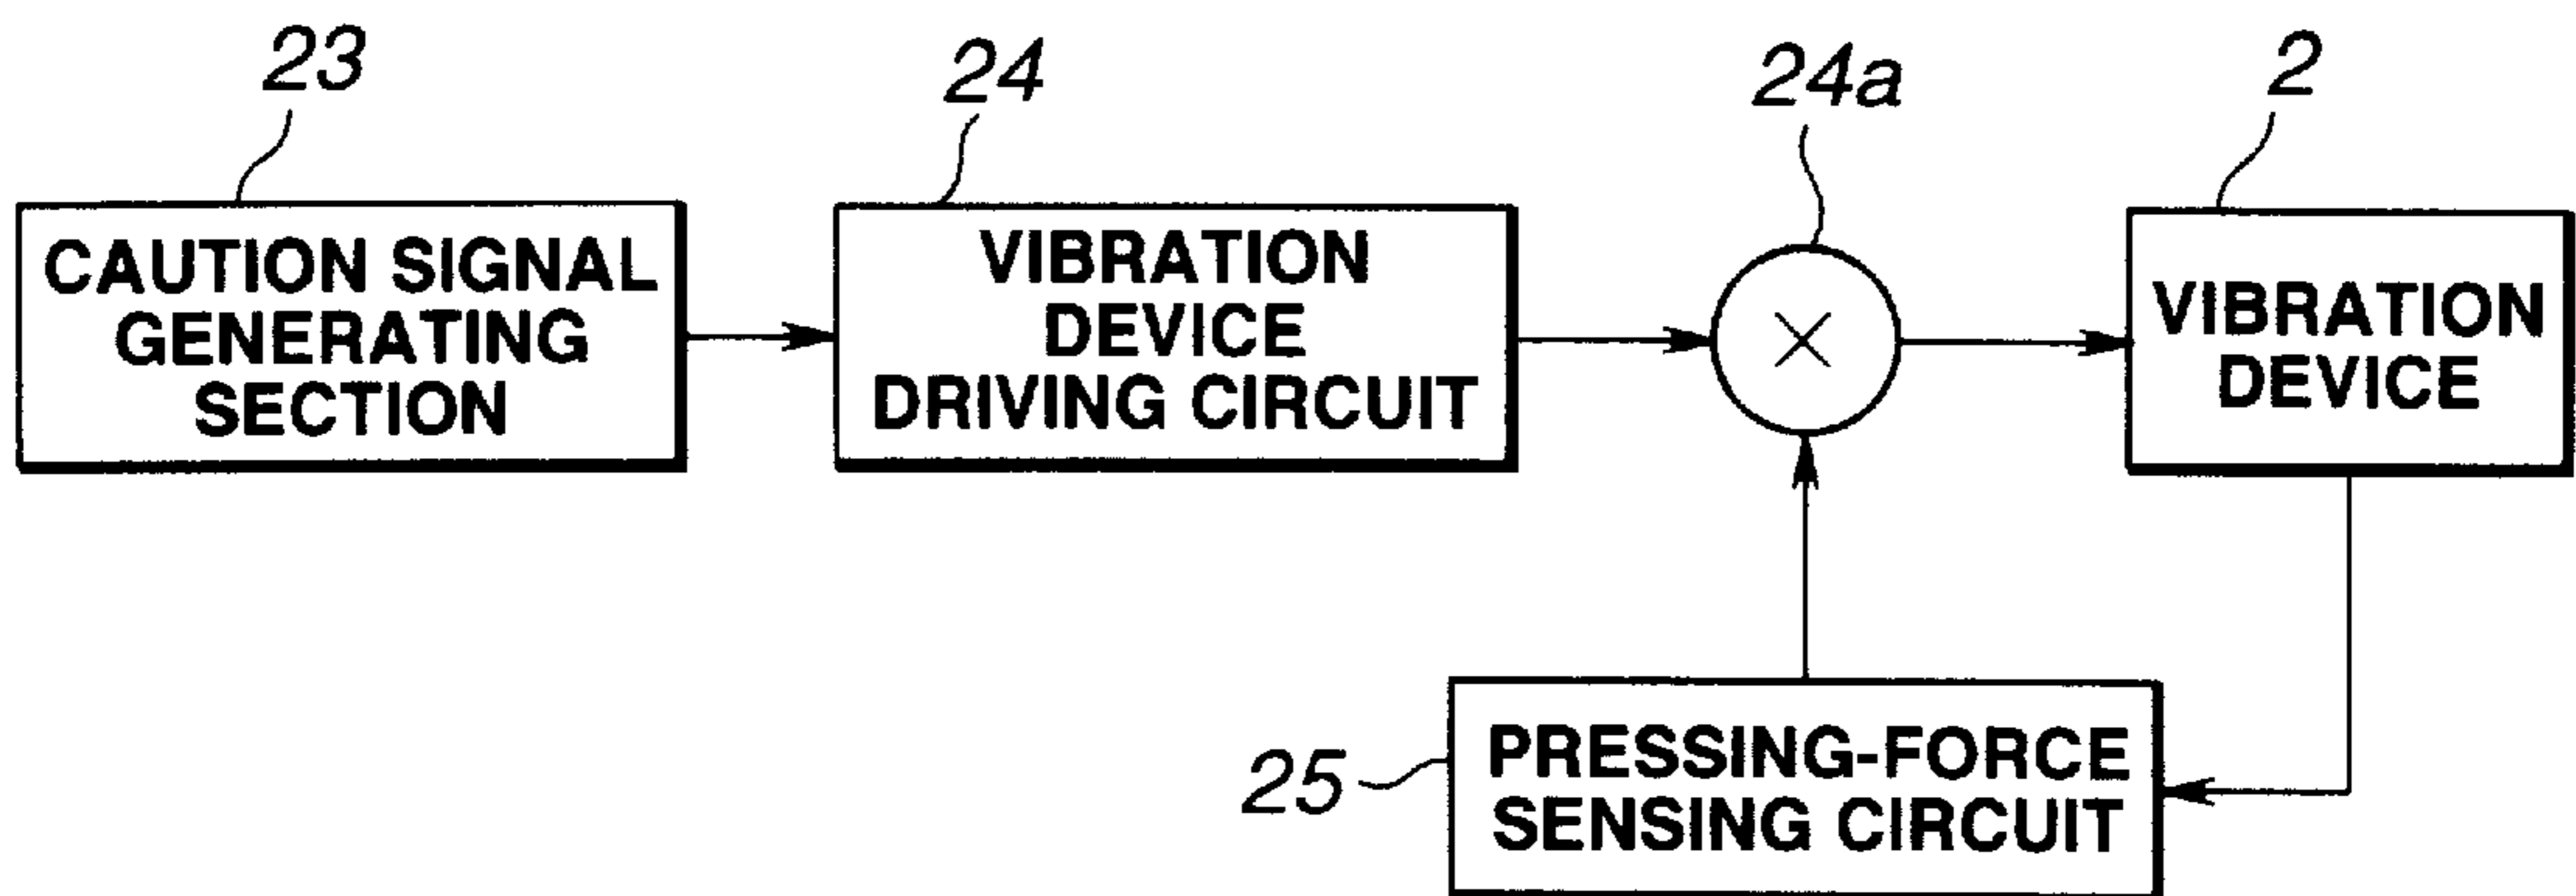 23
24
24a
2
CAUTION SIGNAL
GENERATING
SECTION
VIBRATION
DEVICE
DRIVING CIRCUIT
×
VIBRATION
DEVICE
25
PRESSING-FORCE
SENSING CIRCUIT